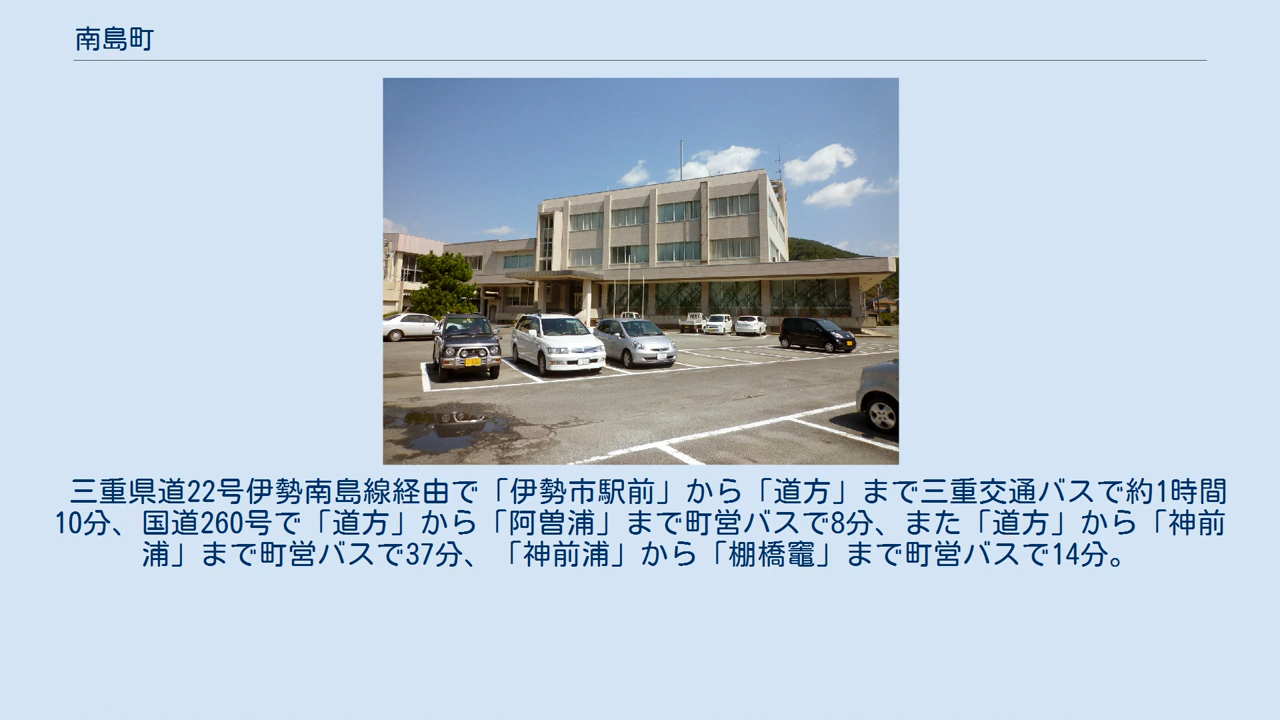 南島町
三重県道22号伊勢南島線経由で「伊勢市駅前」から「道方」まで三重交通バスで約1時間
10分、国道260号で「道方」から「阿曽浦」まで町営バスで8分、また「道方」から「神前
浦」まで町営バスで37分、「神前浦」から「棚橋竈」まで町営バスで14分。